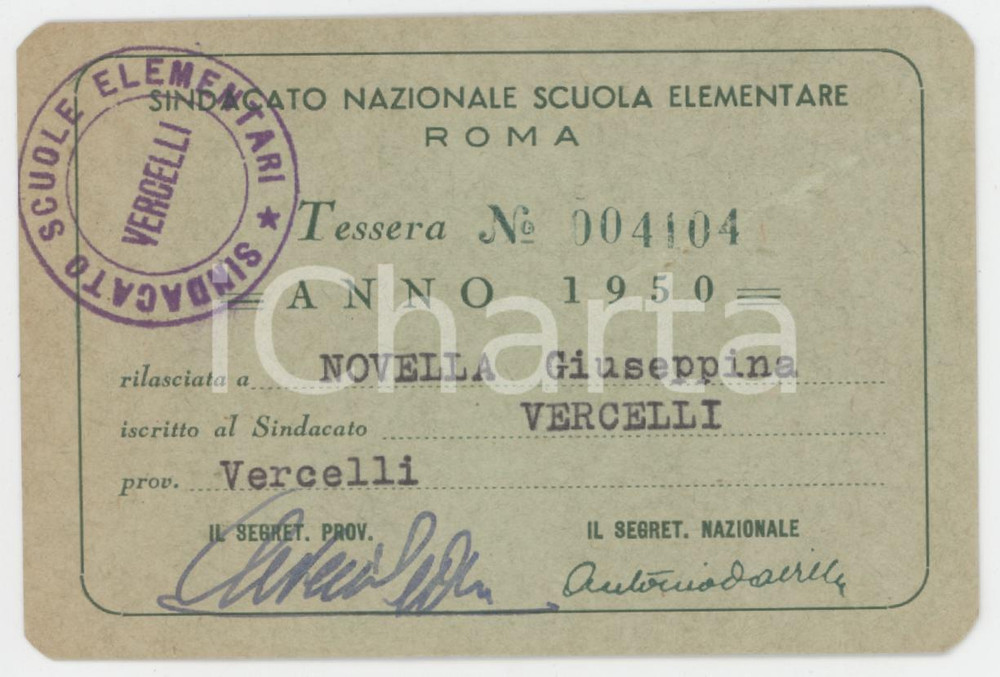 SINDACATO NAZIONALE SCUOLA ELEMENTARE
ROMA
SCUOLE ELEMENTARI ★ SINDACATO
VERCELLI
Tessera Nº 004104
= ANNO 1950 =
iCharta
rilasciata a NOVELLA Giuseppina
iscritto al Sindacato VERCELLI
prov. Vercelli
IL SEGRET. PROV.
IL SEGRET. NAZIONALE